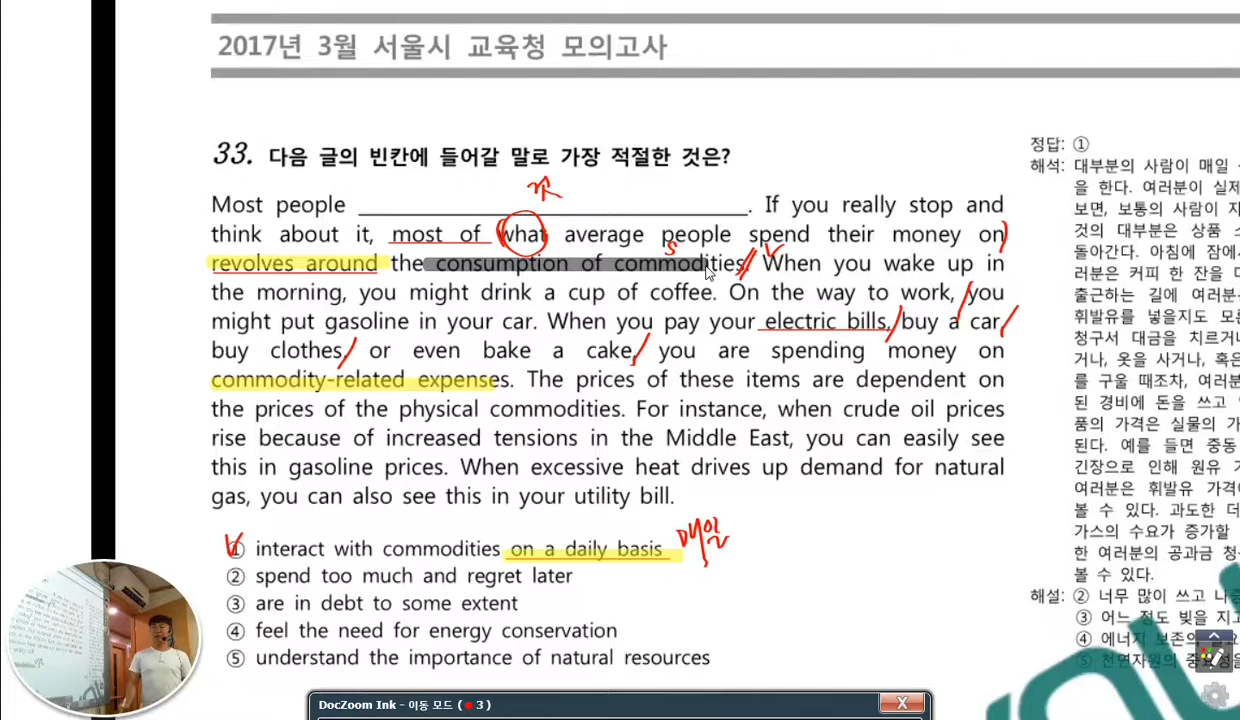 2017년 3월 서울시 교육청 모의고사
33. 다음 글의 빈칸에 들어갈 말로 가장 적절한 것은?
Most people ______________________________. If you really stop and
think about it, most of what average people spend their money on
revolves around the consumption of commodities. When you wake up in
the morning, you might drink a cup of coffee. On the way to work, you
might put gasoline in your car. When you pay your electric bills, buy a car,
buy clothes, or even bake a cake, you are spending money on
commodity-related expenses. The prices of these items are dependent on
the prices of the physical commodities. For instance, when crude oil prices
rise because of increased tensions in the Middle East, you can easily see
this in gasoline prices. When excessive heat drives up demand for natural
gas, you can also see this in your utility bill.
S
V
① interact with commodities on a daily basis
매일
② spend too much and regret later
③ are in debt to some extent
④ feel the need for energy conservation
⑤ understand the importance of natural resources
정답: ①
해석: 대부분의 사람이 매일
을 한다. 여러분이 실제
보면, 보통의 사람이
것의 대부분은 상품
돌아간다. 아침에 잠에
러분은 커피 한 잔을
출근하는 길에 여러분
휘발유를 넣을지도
청구서 대금을 치르거나
거나, 옷을 사거나, 혹은
를 구울 때조차, 여러
된 경비에 돈을 쓰고
품의 가격은 실물의
된다. 예를 들면 중동
긴장으로 인해 원유
여러분은 휘발유 가격
볼 수 있다. 과도한
가스의 수요가 증가할
한 여러분의 공과금
볼 수 있다.
해설: ② 너무 많이 쓰고
③ 어느 정도 빚을 지고
④ 에너지 보존의
⑤ 천연자원의 중요성을
DocZoom Ink - 이동 모드 ( 3 )
X